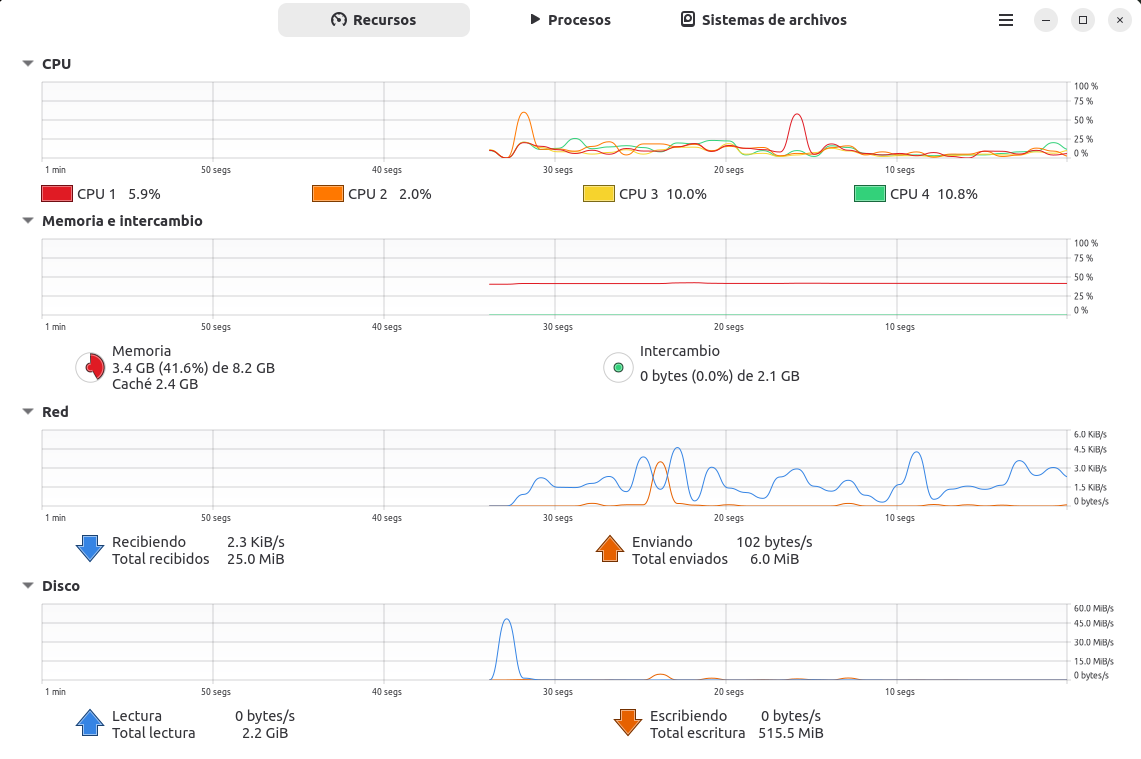 Recursos Procesos Sistemas de archivos
CPU
100 %
75 %
50 %
25 %
0 %
1 min 50 segs 40 segs 30 segs 20 segs 10 segs
CPU 1 5.9% CPU 2 2.0% CPU 3 10.0% CPU 4 10.8%
Memoria e intercambio
100 %
75 %
50 %
25 %
0 %
1 min 50 segs 40 segs 30 segs 20 segs 10 segs
Memoria
3.4 GB (41.6%) de 8.2 GB
Caché 2.4 GB
Intercambio
0 bytes (0.0%) de 2.1 GB
Red
6.0 KiB/s
4.5 KiB/s
3.0 KiB/s
1.5 KiB/s
0 bytes/s
1 min 50 segs 40 segs 30 segs 20 segs 10 segs
Recibiendo 2.3 KiB/s
Total recibidos 25.0 MiB
Enviando 102 bytes/s
Total enviados 6.0 MiB
Disco
60.0 MiB/s
45.0 MiB/s
30.0 MiB/s
15.0 MiB/s
0 bytes/s
1 min 50 segs 40 segs 30 segs 20 segs 10 segs
Lectura 0 bytes/s
Total lectura 2.2 GiB
Escribiendo 0 bytes/s
Total escritura 515.5 MiB